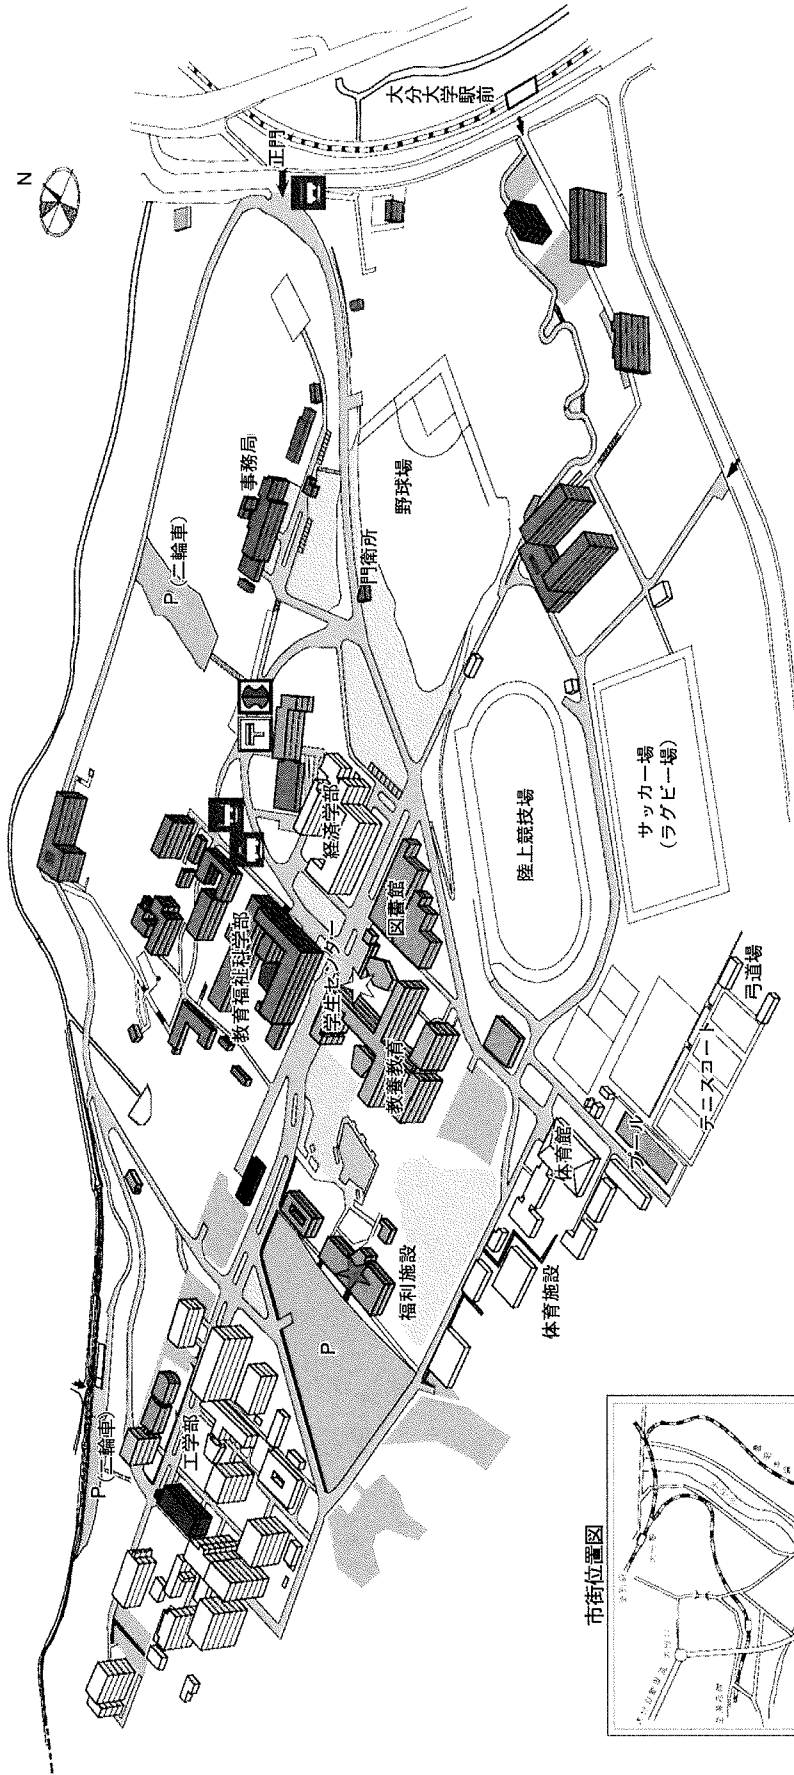 N
大分大学駅前
正門
事務局
P (二輪車)
門衛所
野球場
経済学部
図書館
陸上競技場
サッカー場
(ラグビー場)
教育福祉科学部
学生センター
教養教育
弓道場
テニスコート
プール
体育館
体育施設
福利施設
P
工学部
P (二輪車)
市街位置図